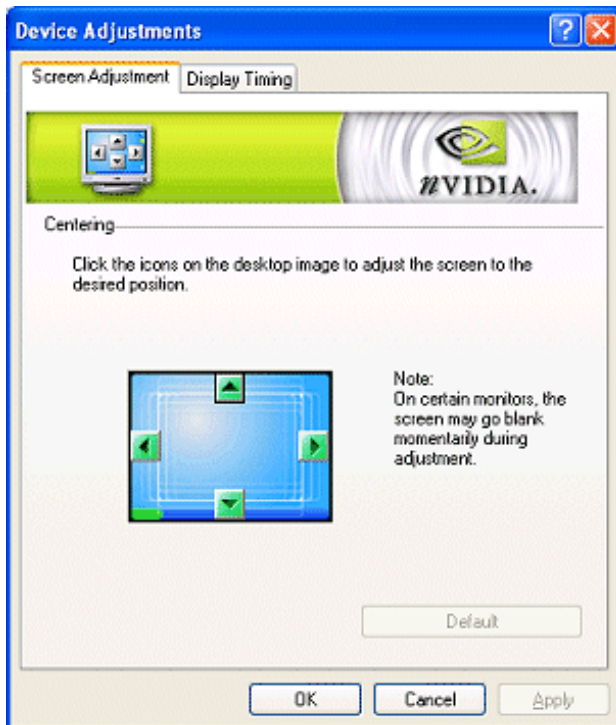 Device Adjustments
Screen Adjustment
Display Timing
nVIDIA.
Centering
Click the icons on the desktop image to adjust the screen to the
desired position.
Note:
On certain monitors, the
screen may go blank
momentarily during
adjustment.
Default
OK
Cancel
Apply